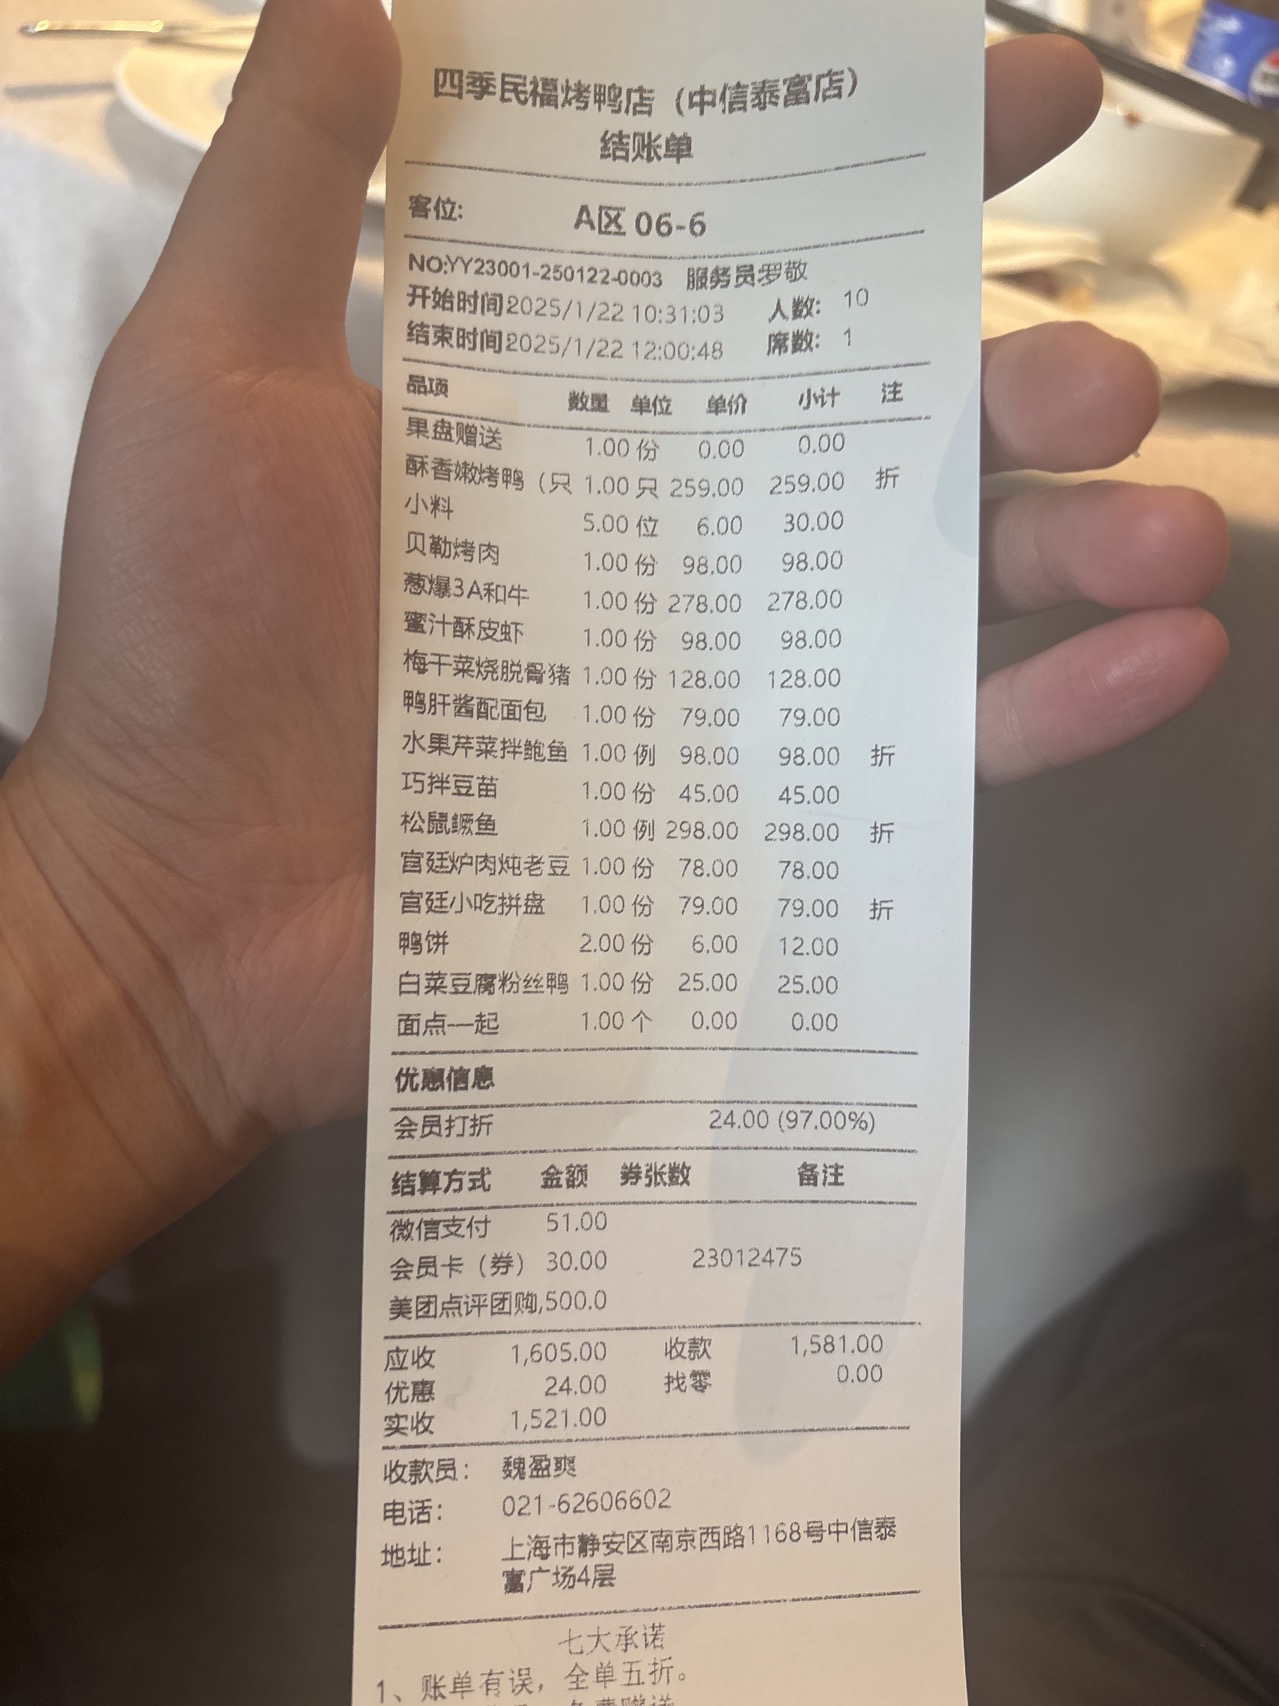 四季民福烤鸭店（中信泰富店）
结账单
客位: A区 06-6
NO:YY23001-250122-0003 服务员罗敬
开始时间2025/1/22 10:31:03 人数: 10
结束时间2025/1/22 12:00:48 席数: 1
品项 数量 单位 单价 小计 注
果盘赠送 1.00 份 0.00 0.00
酥香嫩烤鸭（只 1.00 只 259.00 259.00 折
小料 5.00 位 6.00 30.00
贝勒烤肉 1.00 份 98.00 98.00
葱爆3A和牛 1.00 份 278.00 278.00
蜜汁酥皮虾 1.00 份 98.00 98.00
梅干菜烧脱骨猪 1.00 份 128.00 128.00
鸭肝酱配面包 1.00 份 79.00 79.00
水果芹菜拌鲍鱼 1.00 例 98.00 98.00 折
巧拌豆苗 1.00 份 45.00 45.00
松鼠鳜鱼 1.00 例 298.00 298.00 折
宫廷炉肉炖老豆 1.00 份 78.00 78.00
宫廷小吃拼盘 1.00 份 79.00 79.00 折
鸭饼 2.00 份 6.00 12.00
白菜豆腐粉丝鸭 1.00 份 25.00 25.00
面点一起 1.00 个 0.00 0.00
优惠信息
会员打折 24.00 (97.00%)
结算方式 金额 券张数 备注
微信支付 51.00
会员卡（券） 30.00 23012475
美团点评团购,500.0
应收 1,605.00 收款 1,581.00
优惠 24.00 找零 0.00
实收 1,521.00
收款员: 魏盈爽
电话: 021-62606602
地址: 上海市静安区南京西路1168号中信泰
富广场4层
七大承诺
1、账单有误，全单五折。